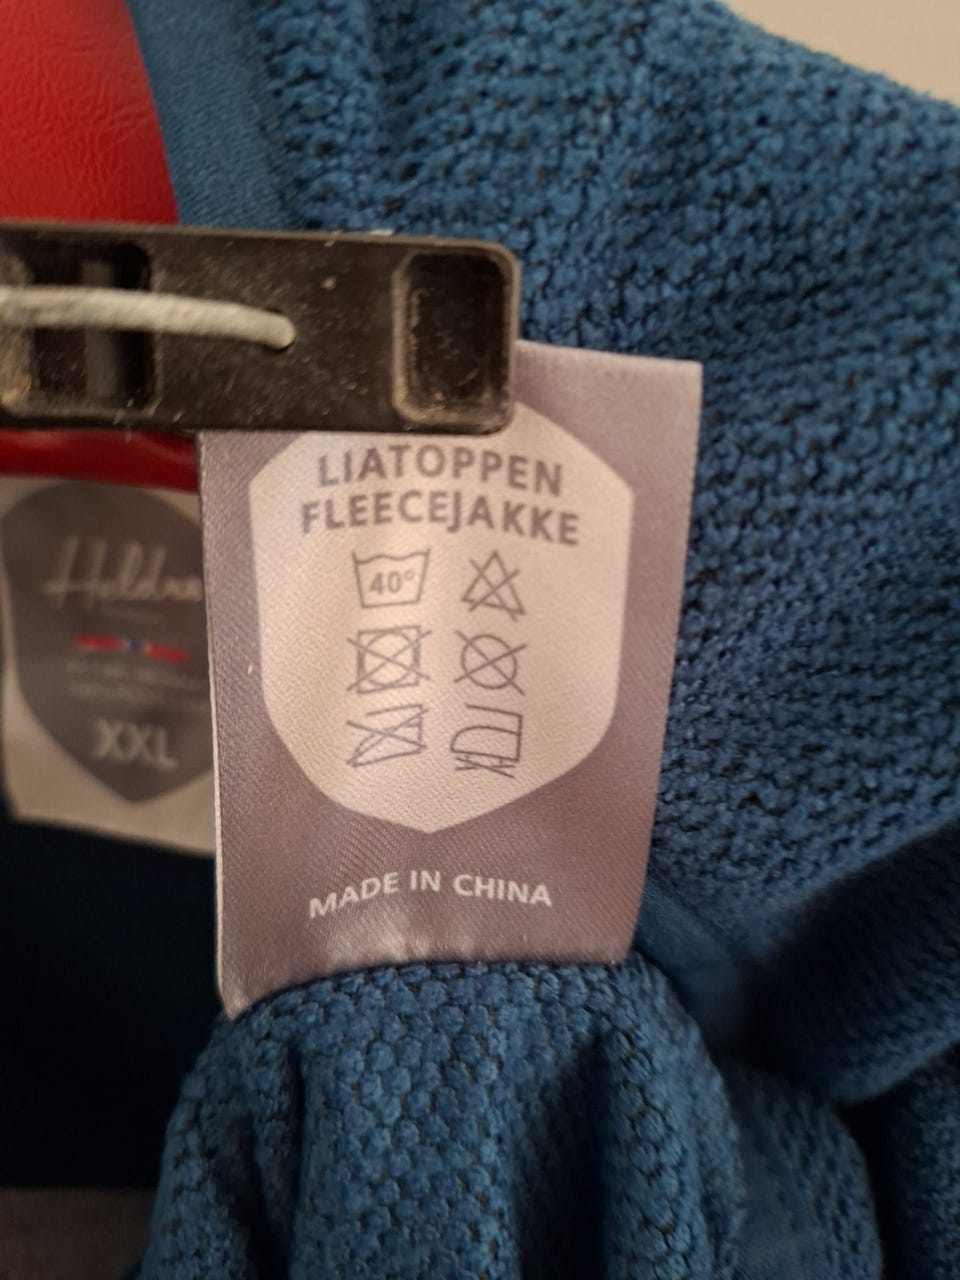 LIATOPPEN
FLEECEJAKKE
40°
MADE IN CHINA
XXL